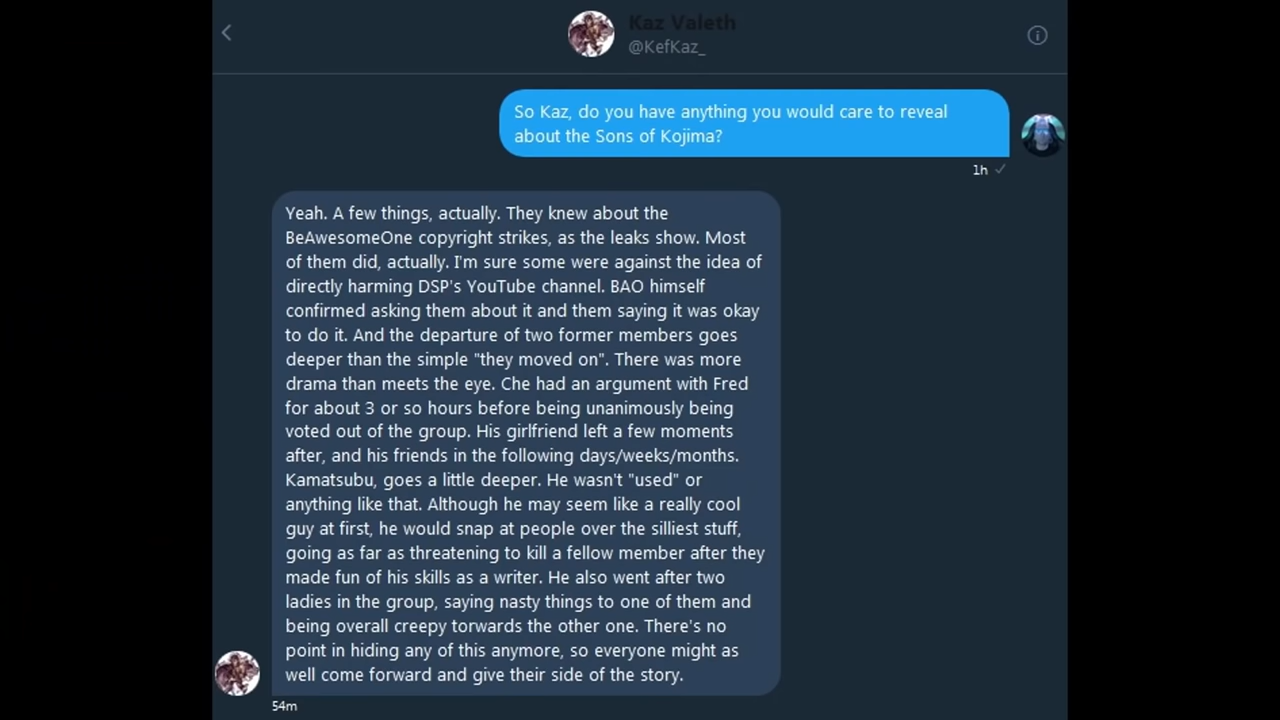 Kaz Valeth
@KefKaz_
So Kaz, do you have anything you would care to reveal
about the Sons of Kojima?
1h ✓
Yeah. A few things, actually. They knew about the
BeAwesomeOne copyright strikes, as the leaks show. Most
of them did, actually. I'm sure some were against the idea of
directly harming DSP's YouTube channel. BAO himself
confirmed asking them about it and them saying it was okay
to do it. And the departure of two former members goes
deeper than the simple "they moved on". There was more
drama than meets the eye. Che had an argument with Fred
for about 3 or so hours before being unanimously being
voted out of the group. His girlfriend left a few moments
after, and his friends in the following days/weeks/months.
Kamatsubu, goes a little deeper. He wasn't "used" or
anything like that. Although he may seem like a really cool
guy at first, he would snap at people over the silliest stuff,
going as far as threatening to kill a fellow member after they
made fun of his skills as a writer. He also went after two
ladies in the group, saying nasty things to one of them and
being overall creepy torwards the other one. There's no
point in hiding any of this anymore, so everyone might as
well come forward and give their side of the story.
54m